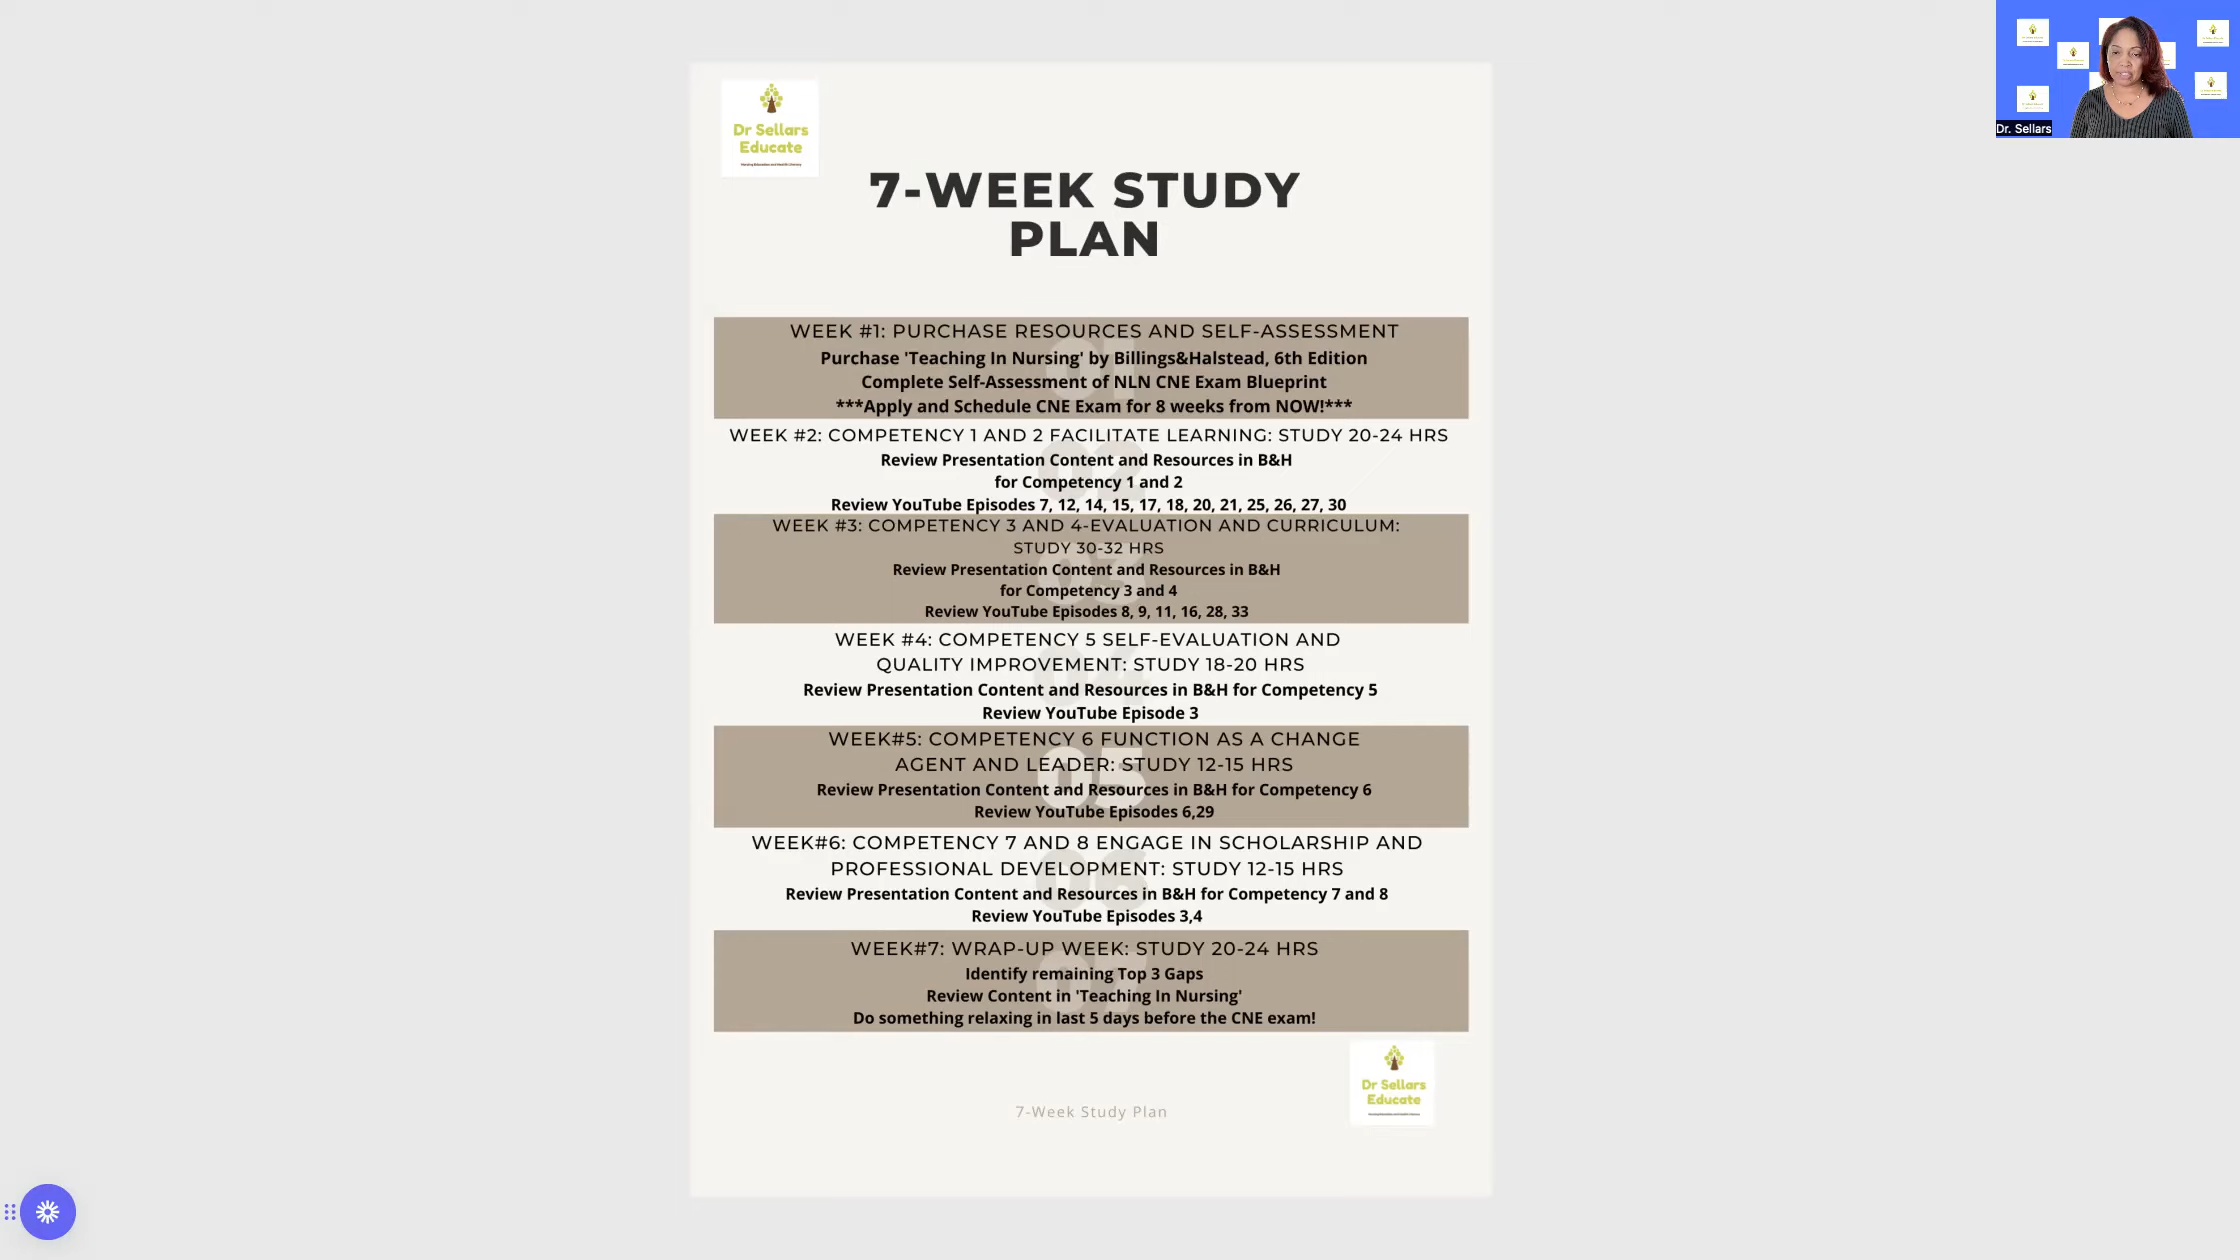 Dr Sellars
Educate
7-WEEK STUDY
PLAN
WEEK #1: PURCHASE RESOURCES AND SELF-ASSESSMENT
Purchase 'Teaching In Nursing' by Billings&Halstead, 6th Edition
Complete Self-Assessment of NLN CNE Exam Blueprint
***Apply and Schedule CNE Exam for 8 weeks from NOW!***
01
WEEK #2: COMPETENCY 1 AND 2 FACILITATE LEARNING: STUDY 20-24 HRS
Review Presentation Content and Resources in B&H
for Competency 1 and 2
Review YouTube Episodes 7, 12, 14, 15, 17, 18, 20, 21, 25, 26, 27, 30
02
WEEK #3: COMPETENCY 3 AND 4-EVALUATION AND CURRICULUM:
STUDY 30-32 HRS
Review Presentation Content and Resources in B&H
for Competency 3 and 4
Review YouTube Episodes 8, 9, 11, 16, 28, 33
03
WEEK #4: COMPETENCY 5 SELF-EVALUATION AND
QUALITY IMPROVEMENT: STUDY 18-20 HRS
Review Presentation Content and Resources in B&H for Competency 5
Review YouTube Episode 3
04
WEEK#5: COMPETENCY 6 FUNCTION AS A CHANGE
AGENT AND LEADER: STUDY 12-15 HRS
Review Presentation Content and Resources in B&H for Competency 6
Review YouTube Episodes 6,29
05
WEEK#6: COMPETENCY 7 AND 8 ENGAGE IN SCHOLARSHIP AND
PROFESSIONAL DEVELOPMENT: STUDY 12-15 HRS
Review Presentation Content and Resources in B&H for Competency 7 and 8
Review YouTube Episodes 3,4
06
WEEK#7: WRAP-UP WEEK: STUDY 20-24 HRS
Identify remaining Top 3 Gaps
Review Content in 'Teaching In Nursing'
Do something relaxing in last 5 days before the CNE exam!
07
Dr Sellars
Educate
7-Week Study Plan
Dr. Sellars